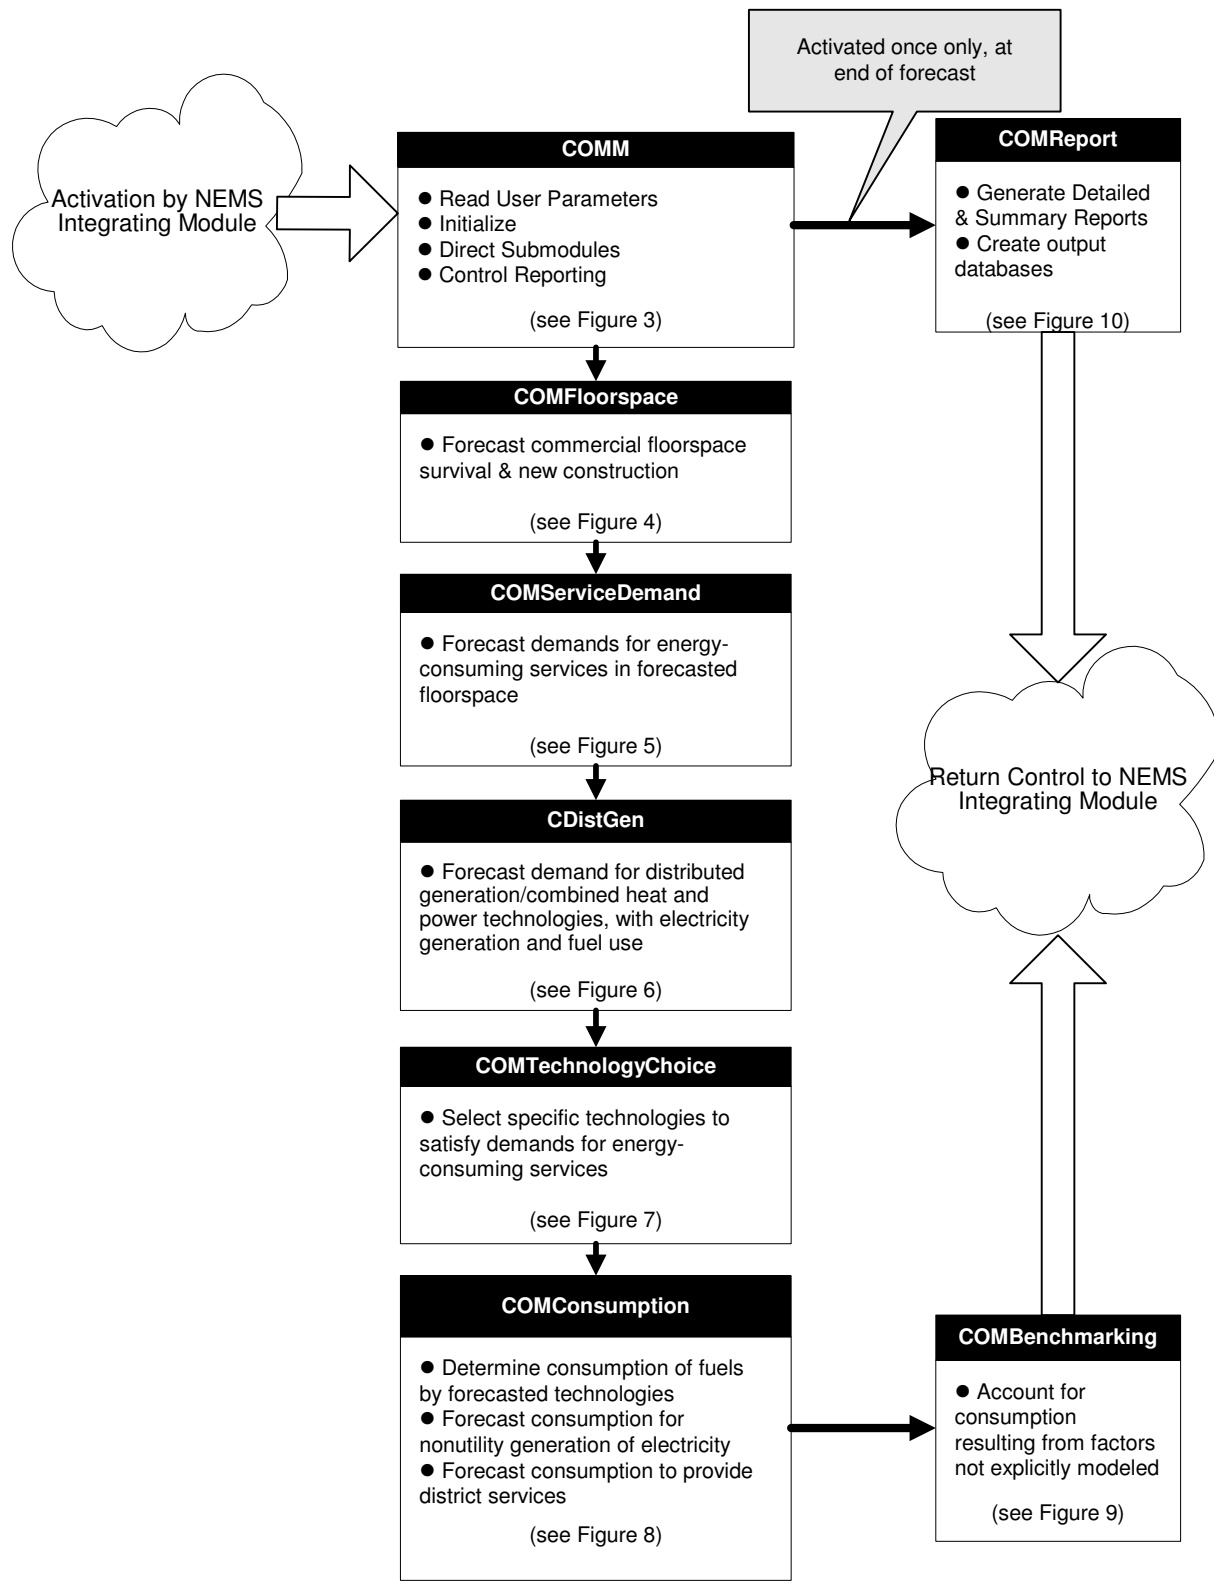 Activated once only, at
end of forecast
Activation by NEMS
Integrating Module
COMM
● Read User Parameters
● Initialize
● Direct Submodules
● Control Reporting
(see Figure 3)
COMReport
● Generate Detailed
& Summary Reports
● Create output
databases
(see Figure 10)
COMFloorspace
● Forecast commercial floorspace
survival & new construction
(see Figure 4)
COMServiceDemand
● Forecast demands for energy-
consuming services in forecasted
floorspace
(see Figure 5)
CDistGen
● Forecast demand for distributed
generation/combined heat and
power technologies, with electricity
generation and fuel use
(see Figure 6)
Return Control to NEMS
Integrating Module
COMTechnologyChoice
● Select specific technologies to
satisfy demands for energy-
consuming services
(see Figure 7)
COMConsumption
● Determine consumption of fuels
by forecasted technologies
● Forecast consumption for
nonutility generation of electricity
● Forecast consumption to provide
district services
(see Figure 8)
COMBenchmarking
● Account for
consumption
resulting from factors
not explicitly modeled
(see Figure 9)